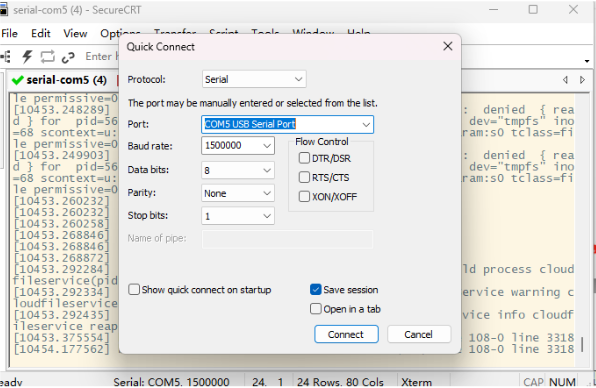 serial-com5 (4) - SecureCRT
File Edit View Options Transfer Script Tools Window Help
Enter h
Quick Connect
serial-com5 (4)
Protocol: Serial
The port may be manually entered or selected from the list.
Port: COM5 USB Serial Port
Baud rate: 1500000
Data bits: 8
Parity: None
Stop bits: 1
Name of pipe:
Flow Control
DTR/DSR
RTS/CTS
XON/XOFF
Show quick connect on startup
Save session
Open in a tab
Connect Cancel
le permissive=0
[10453.248289] : denied { rea
d } for pid=56 dev="tmpfs" ino
=68 scontext=u: ram:s0 tclass=fi
le permissive=0
[10453.249903] : denied { rea
d } for pid=56 dev="tmpfs" ino
=68 scontext=u: ram:s0 tclass=fi
le permissive=0
[10453.260232]
[10453.260232]
[10453.260258]
[10453.268846]
[10453.268846]
[10453.268872]
[10453.292284] ld process cloud
fileservice(pid
[10453.292334] ervice warning c
loudfileservice
[10453.292435] vice info cloudf
ileservice reap
[10453.375554] 108-0 line 3318
[10454.177562] 108-0 line 3318
eady Serial: COM5, 1500000 24, 1 24 Rows, 80 Cols Xterm CAP NUM